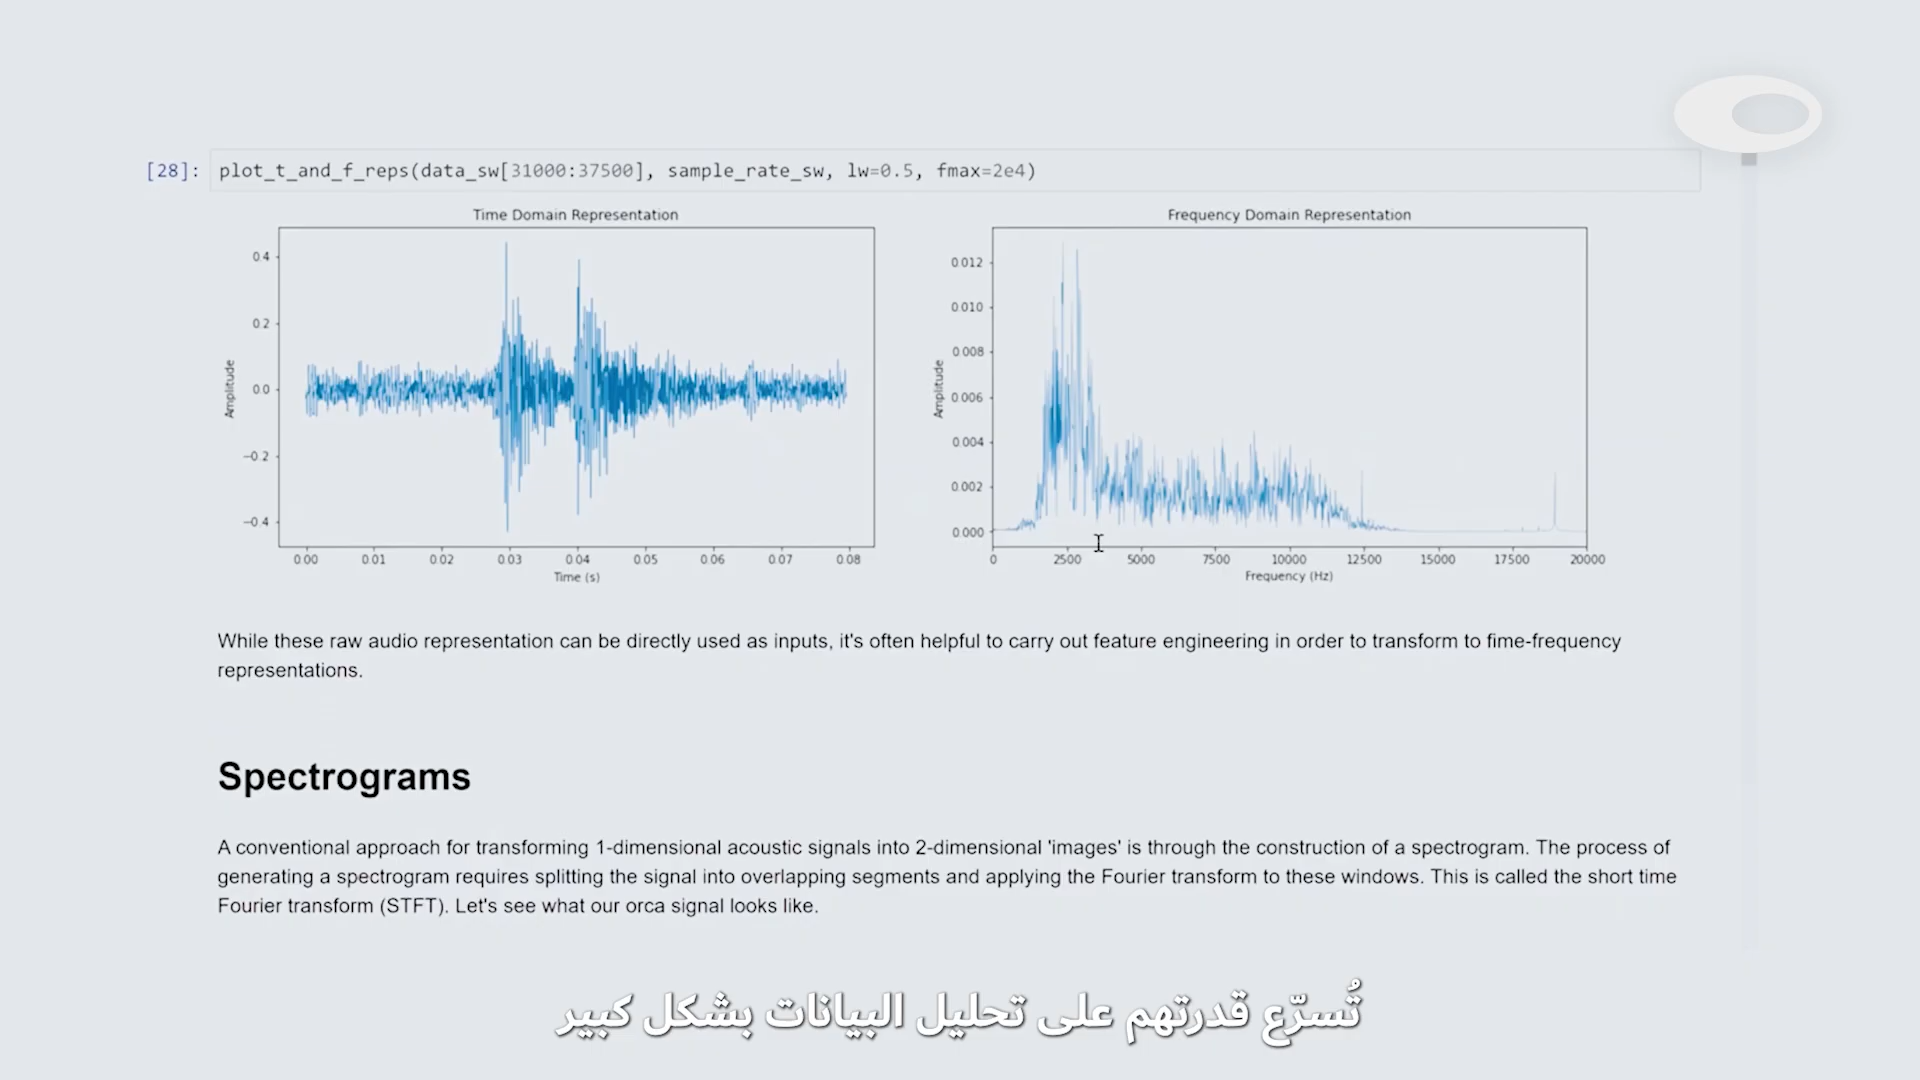 [28]: plot_t_and_f_reps(data_sw[31000:37500], sample_rate_sw, lw=0.5, fmax=2e4)
Time Domain Representation
0.4
0.2
0.0
−0.2
−0.4
Amplitude
0.00 0.01 0.02 0.03 0.04 0.05 0.06 0.07 0.08
Time (s)
Frequency Domain Representation
0.012
0.010
0.008
0.006
0.004
0.002
0.000
Amplitude
0 2500 5000 7500 10000 12500 15000 17500 20000
Frequency (Hz)
While these raw audio representation can be directly used as inputs, it's often helpful to carry out feature engineering in order to transform to fime-frequency
representations.
Spectrograms
A conventional approach for transforming 1-dimensional acoustic signals into 2-dimensional 'images' is through the construction of a spectrogram. The process of
generating a spectrogram requires splitting the signal into overlapping segments and applying the Fourier transform to these windows. This is called the short time
Fourier transform (STFT). Let's see what our orca signal looks like.
تُسرّع قدرتهم على تحليل البيانات بشكل كبير